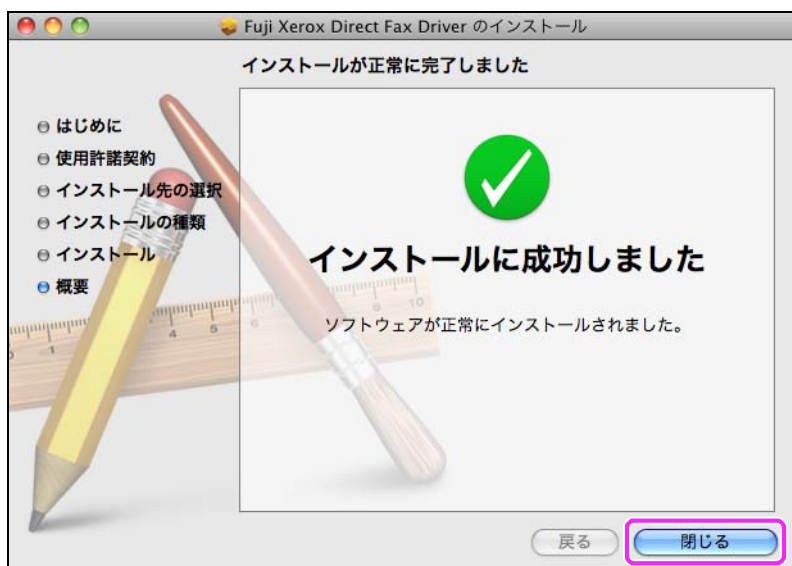 Fuji Xerox Direct Fax Driver のインストール
インストールが正常に完了しました
はじめに
使用許諾契約
インストール先の選択
インストールの種類
インストール
概要
インストールに成功しました
ソフトウェアが正常にインストールされました。
1 4 5 6 10
戻る
閉じる